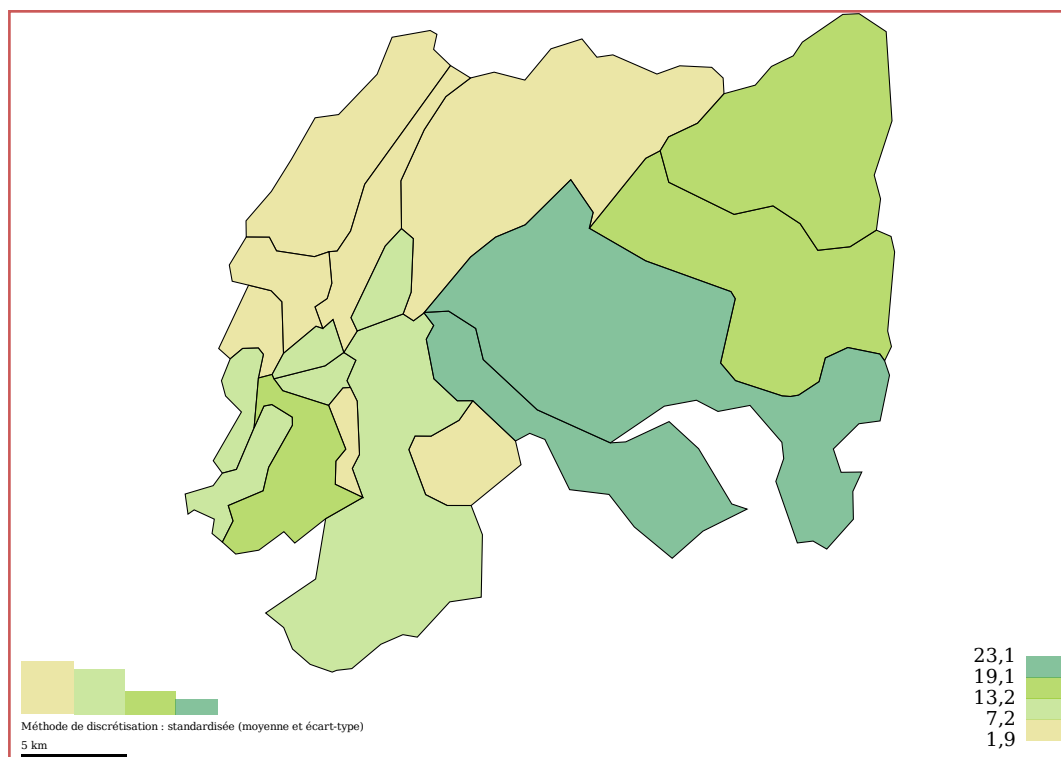 23,1
19,1
13,2
7,2
1,9
Méthode de discrétisation : standardisée (moyenne et écart-type)
5 km